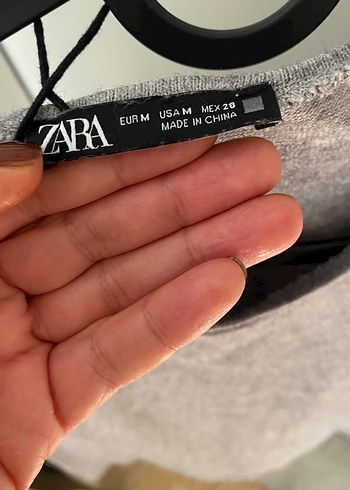 ZARA
EUR M USA M MEX 28
MADE IN CHINA